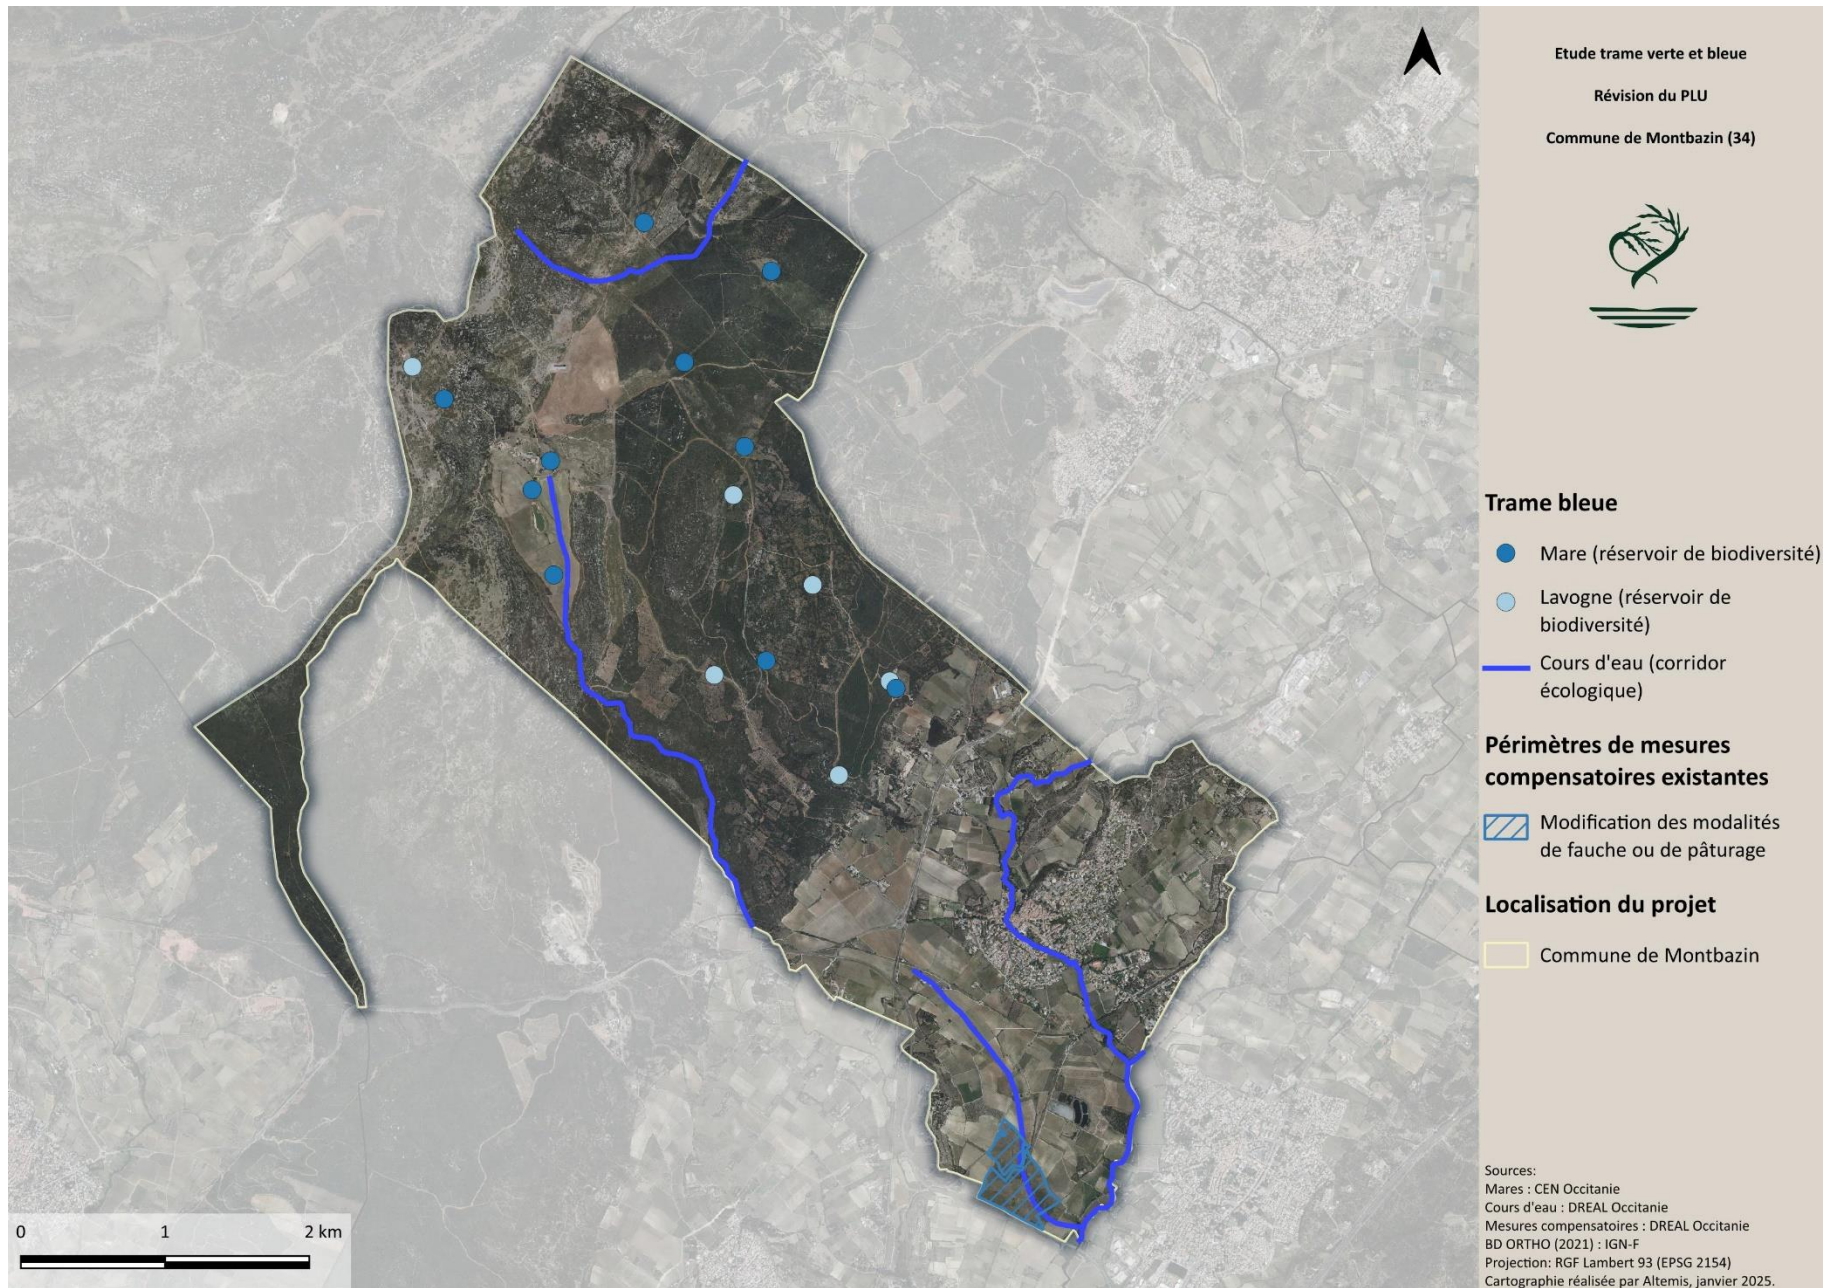 Etude trame verte et bleue
Révision du PLU
Commune de Montbazin (34)
Trame bleue
Mare (réservoir de biodiversité)
Lavogne (réservoir de
biodiversité)
Cours d'eau (corridor
écologique)
Périmètres de mesures
compensatoires existantes
Modification des modalités
de fauche ou de pâturage
Localisation du projet
Commune de Montbazin
Sources:
Mares : CEN Occitanie
Cours d'eau : DREAL Occitanie
Mesures compensatoires : DREAL Occitanie
BD ORTHO (2021) : IGN-F
Projection: RGF Lambert 93 (EPSG 2154)
Cartographie réalisée par Altemis, janvier 2025.
0 1 2 km